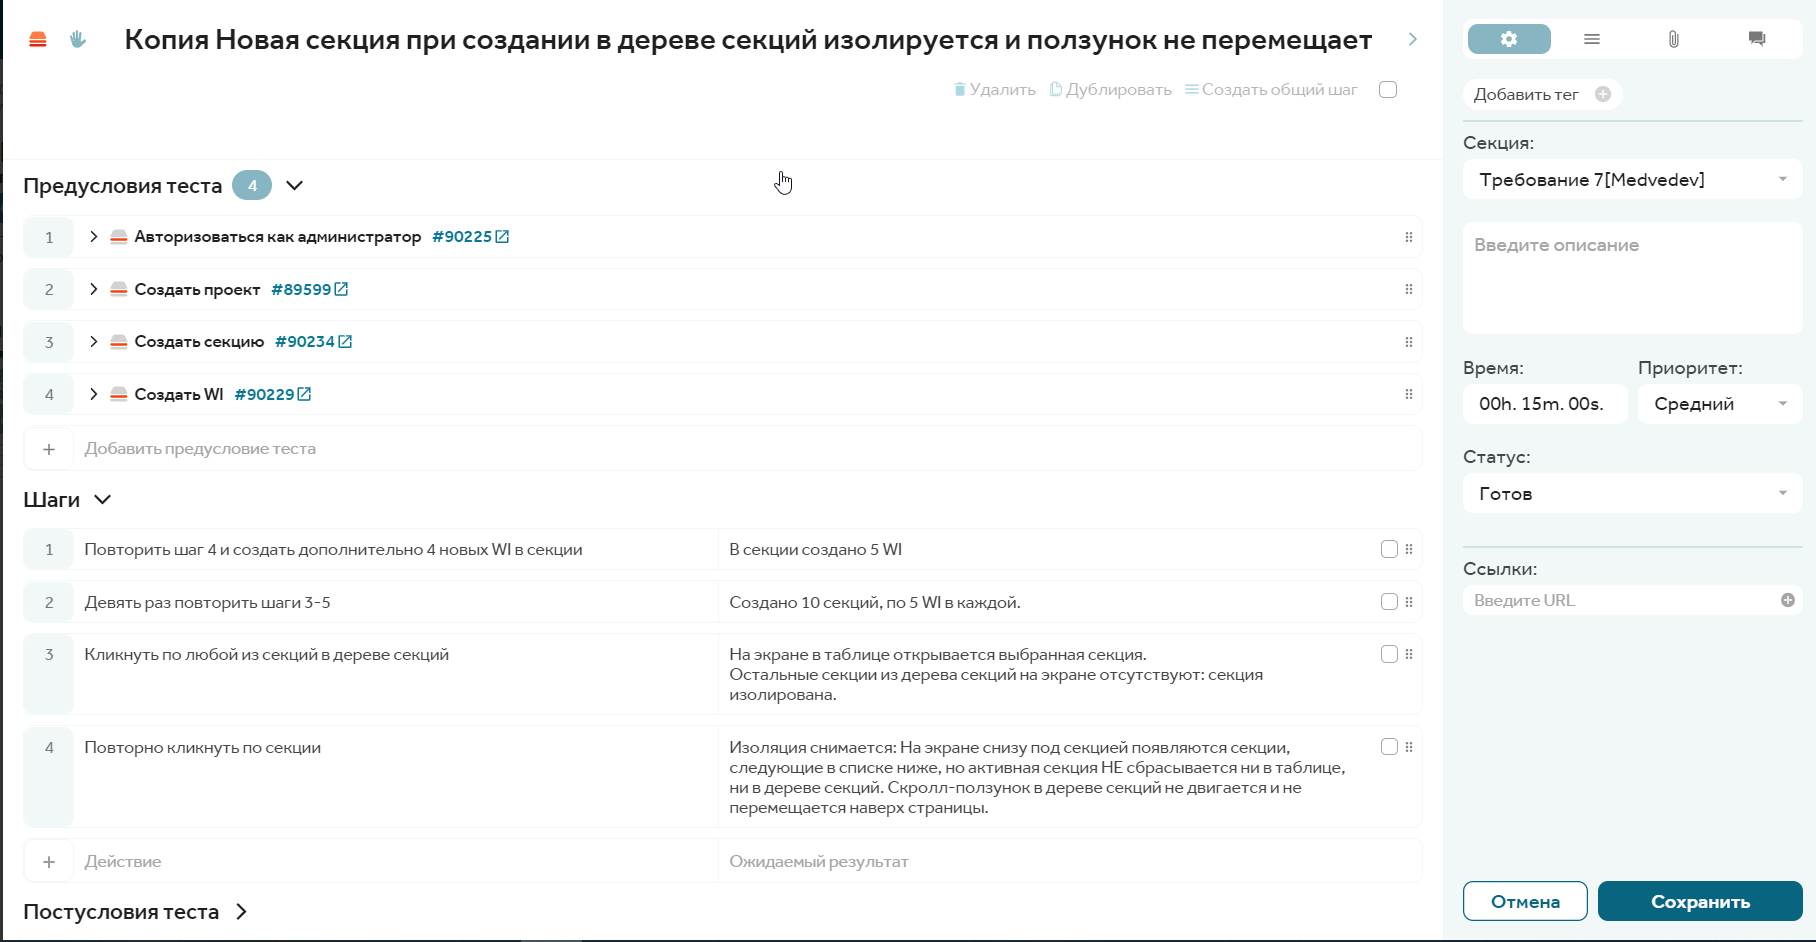 Копия Новая секция при создании в дереве секций изолируется и ползунок не перемещает
Удалить Дублировать Создать общий шаг
Предусловия теста 4
1 Авторизоваться как администратор #90225
2 Создать проект #89599
3 Создать секцию #90234
4 Создать WI #90229
+ Добавить предусловие теста
Шаги
1 Повторить шаг 4 и создать дополнительно 4 новых WI в секции
В секции создано 5 WI
2 Девять раз повторить шаги 3-5
Создано 10 секций, по 5 WI в каждой.
3 Кликнуть по любой из секций в дереве секций
На экране в таблице открывается выбранная секция.
Остальные секции из дерева секций на экране отсутствуют: секция
изолирована.
4 Повторно кликнуть по секции
Изоляция снимается: На экране снизу под секцией появляются секции,
следующие в списке ниже, но активная секция НЕ сбрасывается ни в таблице,
ни в дереве секций. Скролл-ползунок в дереве секций не двигается и не
перемещается наверх страницы.
+ Действие
Ожидаемый результат
Постусловия теста
Добавить тег
Секция:
Требование 7[Medvedev]
Введите описание
Время: Приоритет:
00h. 15m. 00s. Средний
Статус:
Готов
Ссылки:
Введите URL
Отмена Сохранить